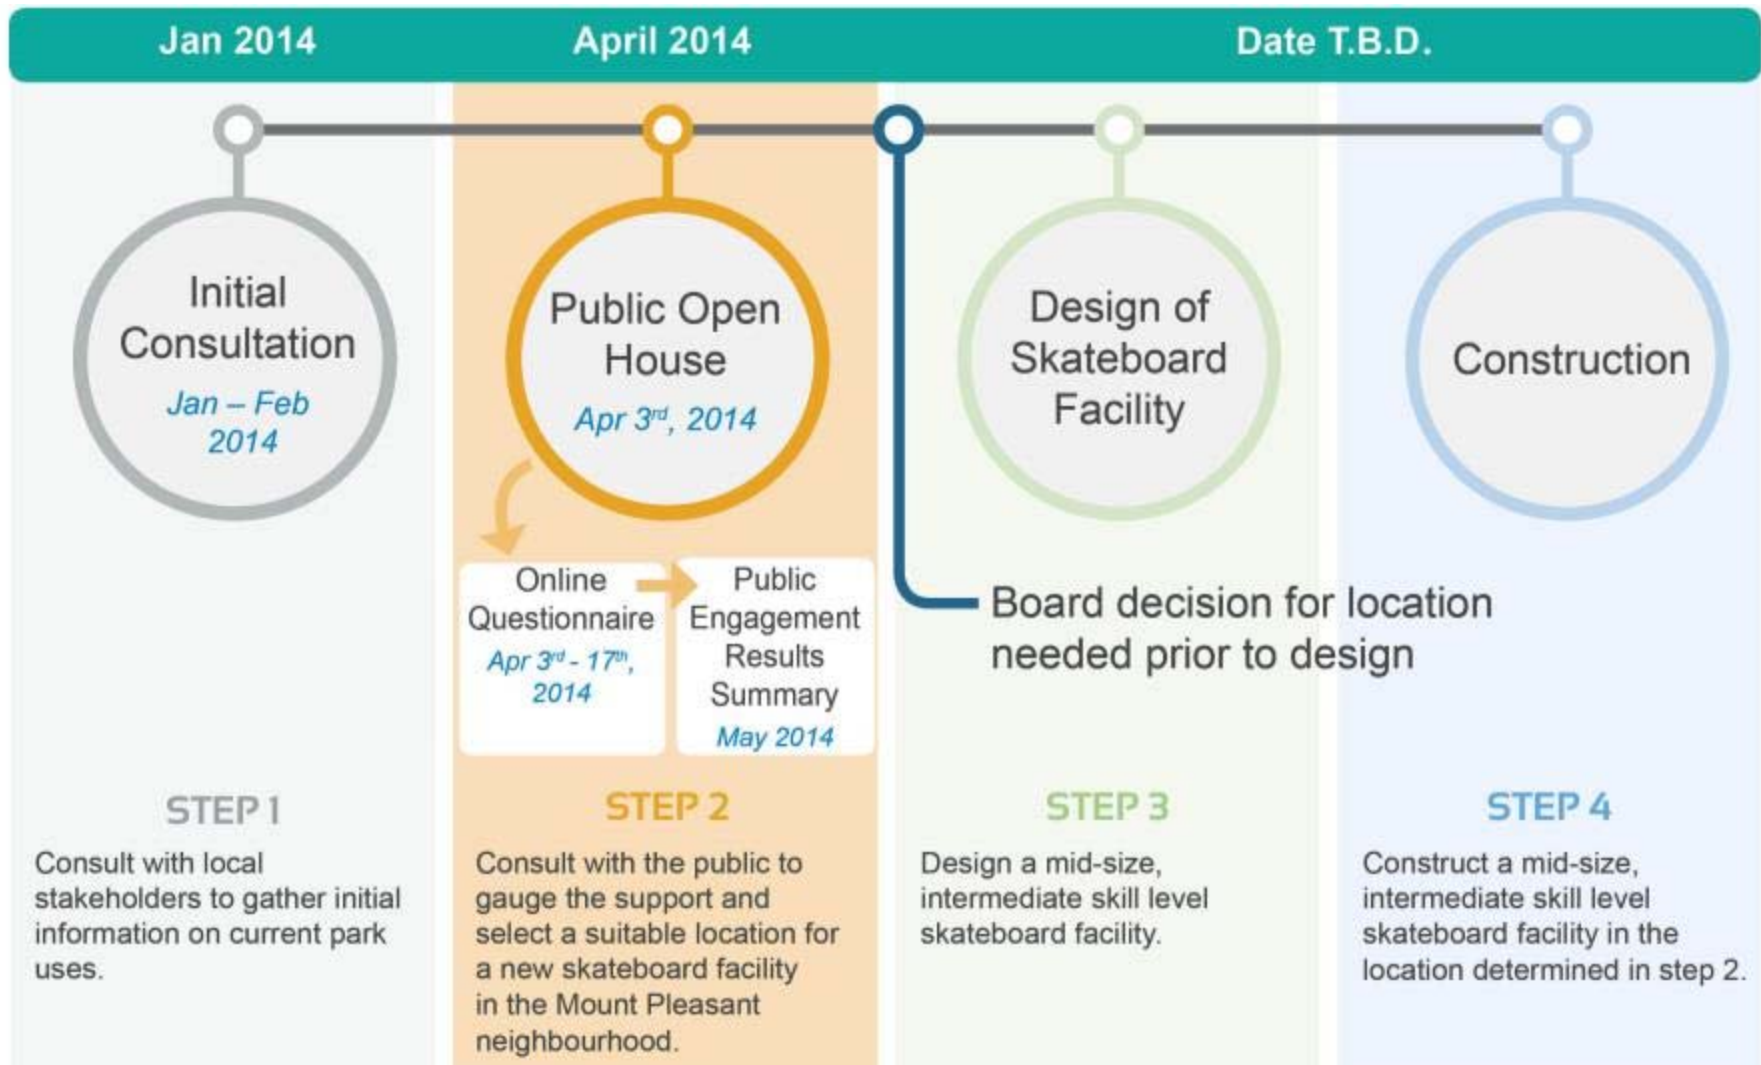 Jan 2014
April 2014
Date T.B.D.
Initial
Consultation
Jan – Feb
2014
Public Open
House
Apr 3rd, 2014
Design of
Skateboard
Facility
Construction
Online
Questionnaire
Apr 3rd - 17th,
2014
Public
Engagement
Results
Summary
May 2014
Board decision for location
needed prior to design
STEP 1
Consult with local
stakeholders to gather initial
information on current park
uses.
STEP 2
Consult with the public to
gauge the support and
select a suitable location for
a new skateboard facility
in the Mount Pleasant
neighbourhood.
STEP 3
Design a mid-size,
intermediate skill level
skateboard facility.
STEP 4
Construct a mid-size,
intermediate skill level
skateboard facility in the
location determined in step 2.